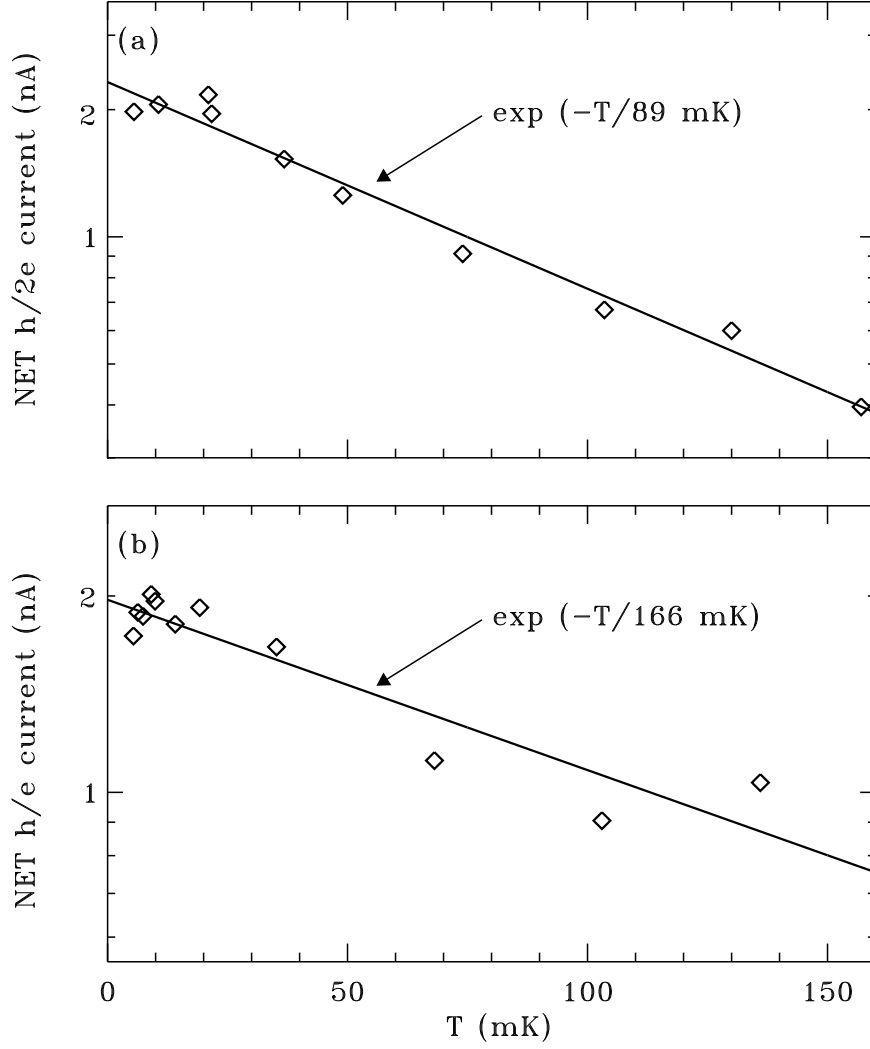 (a)
NET h/2e current (nA)
2
1
exp (−T/89 mK)
(b)
NET h/e current (nA)
2
1
exp (−T/166 mK)
0 50 100 150
T (mK)